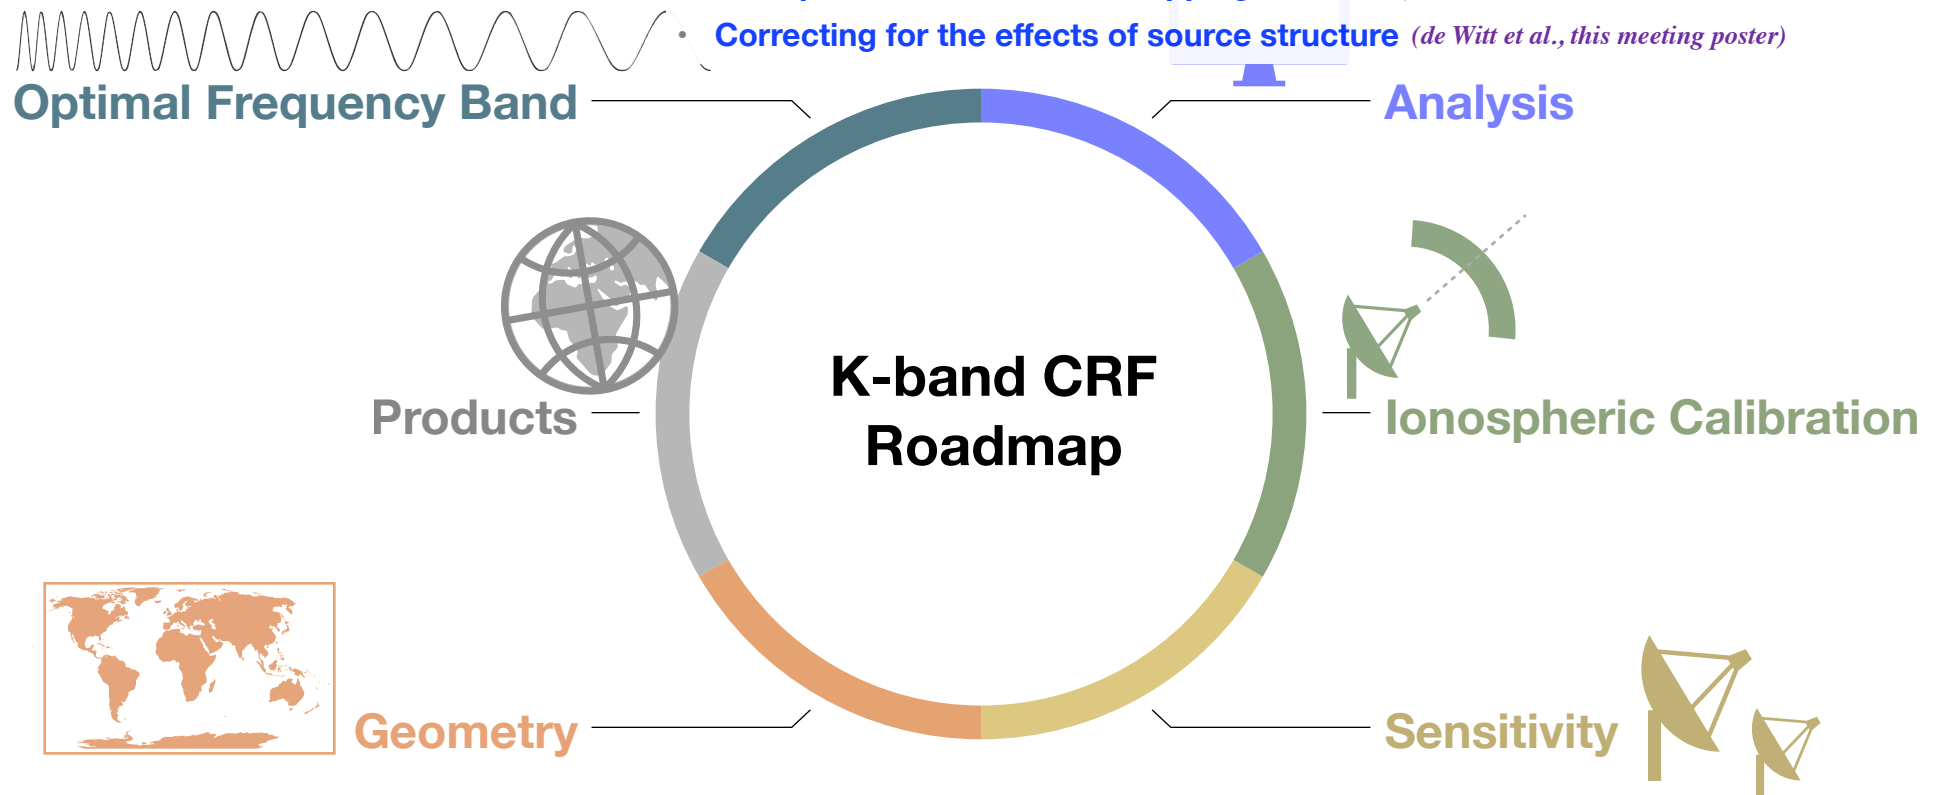 Correcting for the effects of source structure (de Witt et al., this meeting poster)
Optimal Frequency Band
Analysis
K-band CRF
Roadmap
Products
Ionospheric Calibration
Geometry
Sensitivity